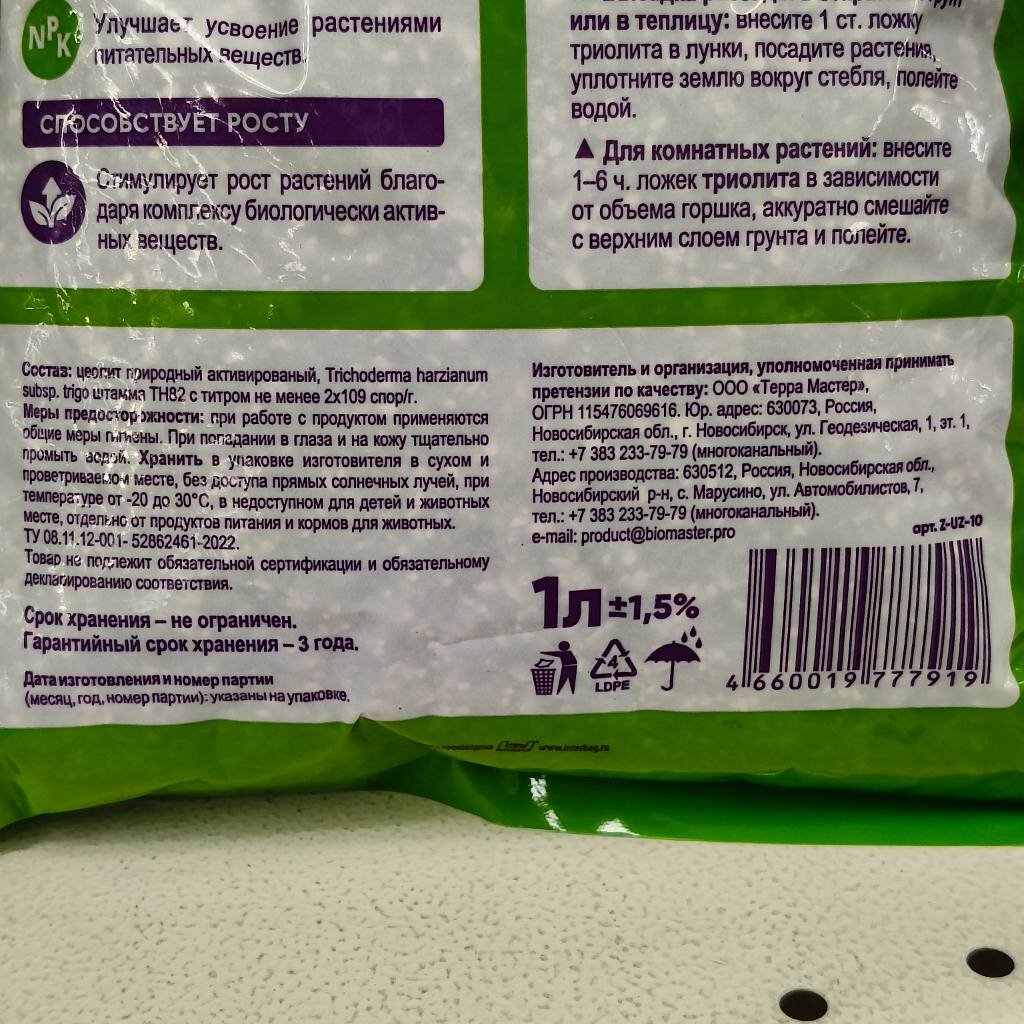 NPK
Улучшает усвоение растениями
питательных веществ.
СПОСОБСТВУЕТ РОСТУ
Стимулирует рост растений благо-
даря комплексу биологически актив-
ных веществ.
или в теплицу: внесите 1 ст. ложку
триолита в лунки, посадите растения,
уплотните землю вокруг стебля, полейте
водой.
▲ Для комнатных растений: внесите
1–6 ч. ложек триолита в зависимости
от объема горшка, аккуратно смешайте
с верхним слоем грунта и полейте.
Состав: цеолит природный активированый, Trichoderma harzianum
subsp. trigo штамма ТН82 с титром не менее 2х109 спор/г.
Меры предосторожности: при работе с продуктом применяются
общие меры гигиены. При попадании в глаза и на кожу тщательно
промыть водой. Хранить в упаковке изготовителя в сухом и
проветриваемом месте, без доступа прямых солнечных лучей, при
температуре от -20 до 30°С, в недоступном для детей и животных
месте, отдельно от продуктов питания и кормов для животных.
ТУ 08.11.12-001- 52862461-2022.
Товар не подлежит обязательной сертификации и обязательному
декларированию соответствия.
Срок хранения – не ограничен.
Гарантийный срок хранения – 3 года.
Дата изготовления и номер партии
(месяц, год, номер партии): указаны на упаковке.
Изготовитель и организация, уполномоченная принимать
претензии по качеству: ООО «Терра Мастер»,
ОГРН 115476069616. Юр. адрес: 630073, Россия,
Новосибирская обл., г. Новосибирск, ул. Геодезическая, 1, эт. 1,
тел.: +7 383 233-79-79 (многоканальный).
Адрес производства: 630512, Россия, Новосибирская обл.,
Новосибирский р-н, с. Марусино, ул. Автомобилистов, 7,
тел.: +7 383 233-79-79 (многоканальный).
e-mail: product@biomaster.pro
арт. Z-UZ-10
1л ±1,5%
4
LDPE
4 660019 777919
www.interbag.ru